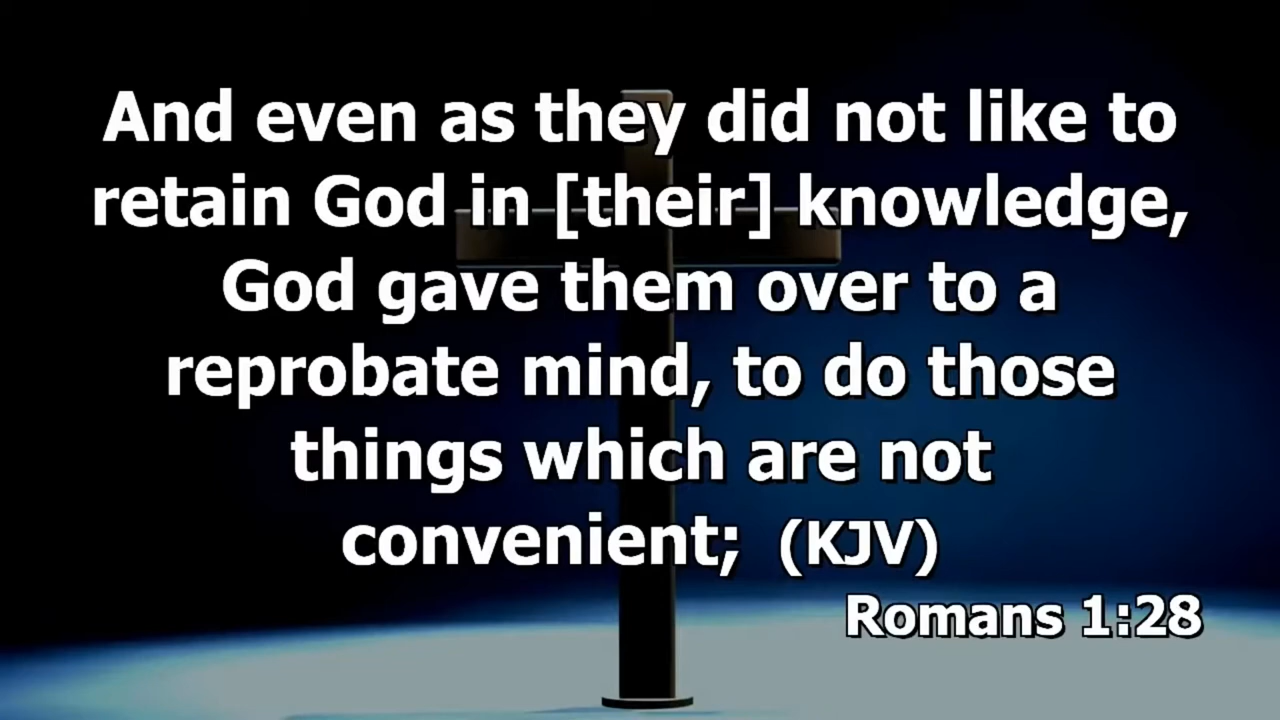 And even as they did not like to
retain God in [their] knowledge,
God gave them over to a
reprobate mind, to do those
things which are not
convenient; (KJV)
Romans 1:28